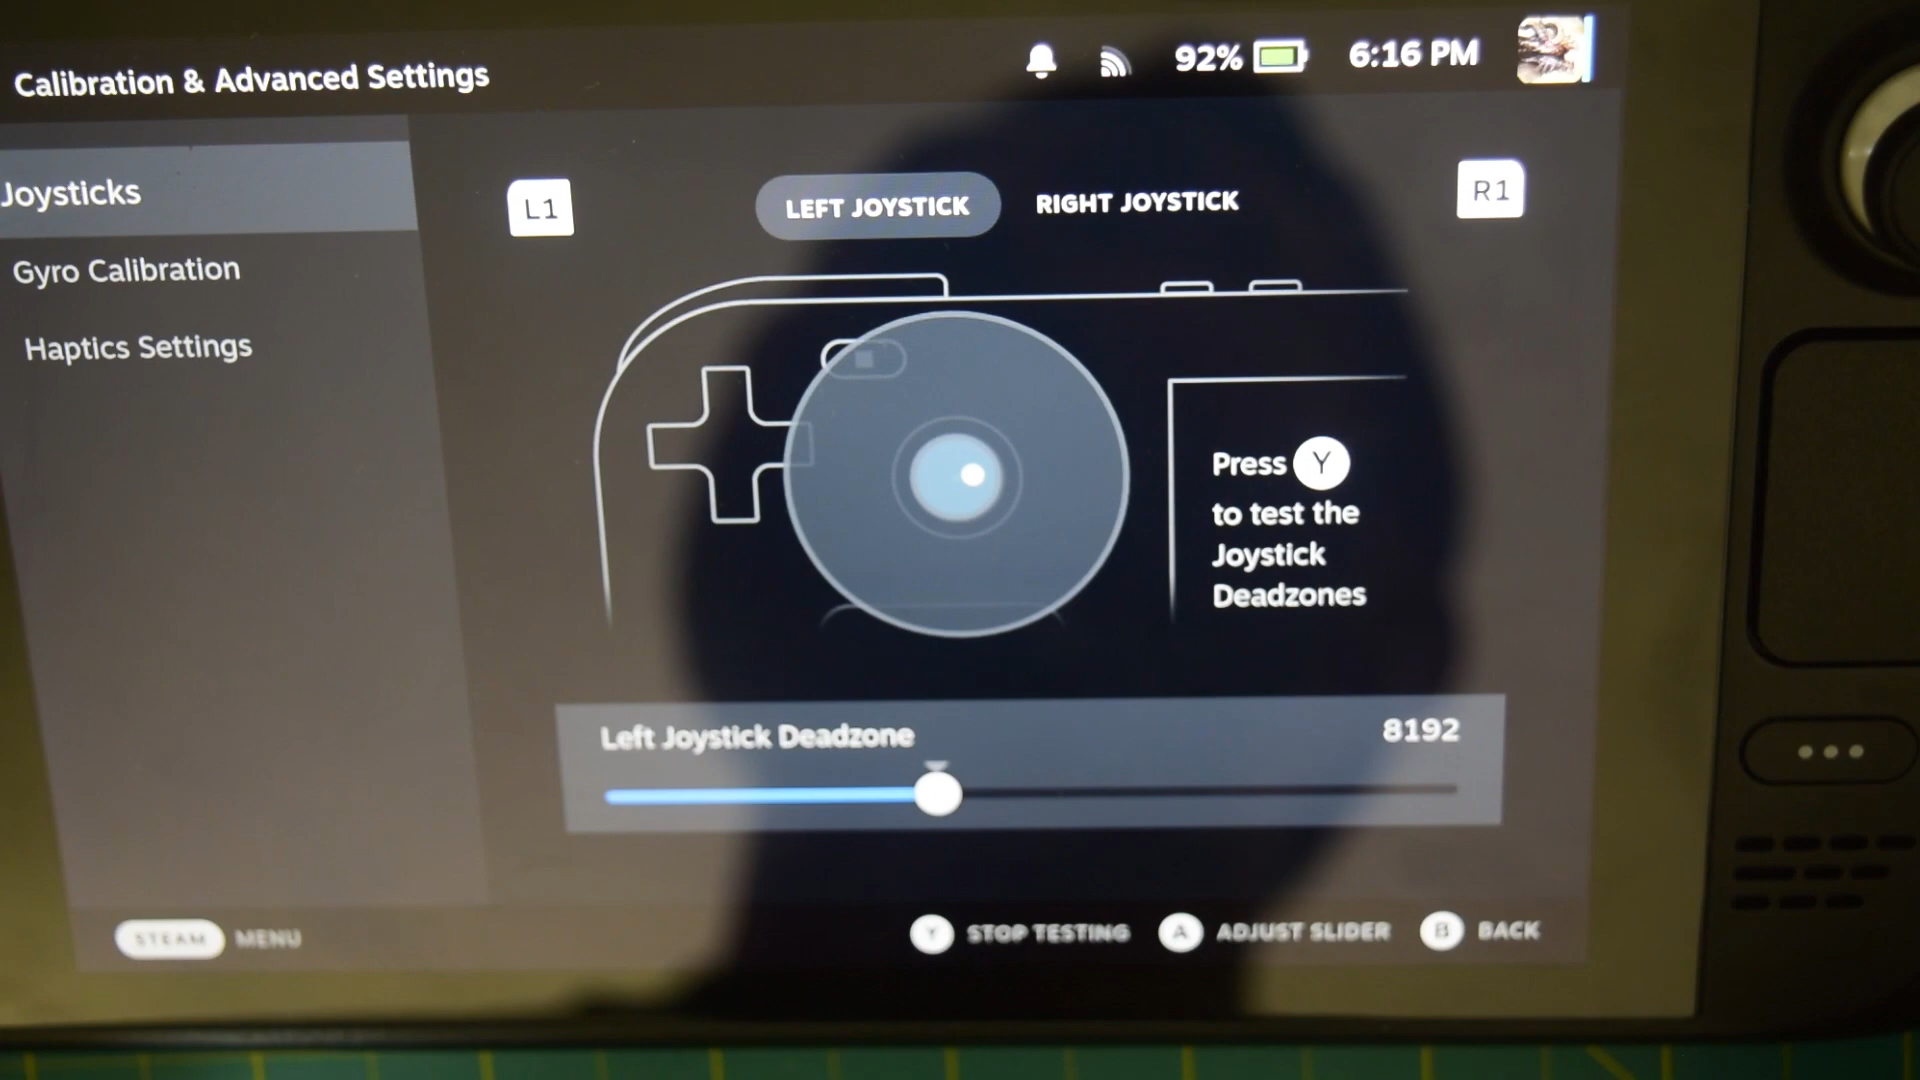 Calibration & Advanced Settings
92%
6:16 PM
Joysticks
Gyro Calibration
Haptics Settings
L1
LEFT JOYSTICK
RIGHT JOYSTICK
R1
Press Y
to test the
Joystick
Deadzones
Left Joystick Deadzone
8192
STEAM MENU
Y STOP TESTING
A ADJUST SLIDER
B BACK